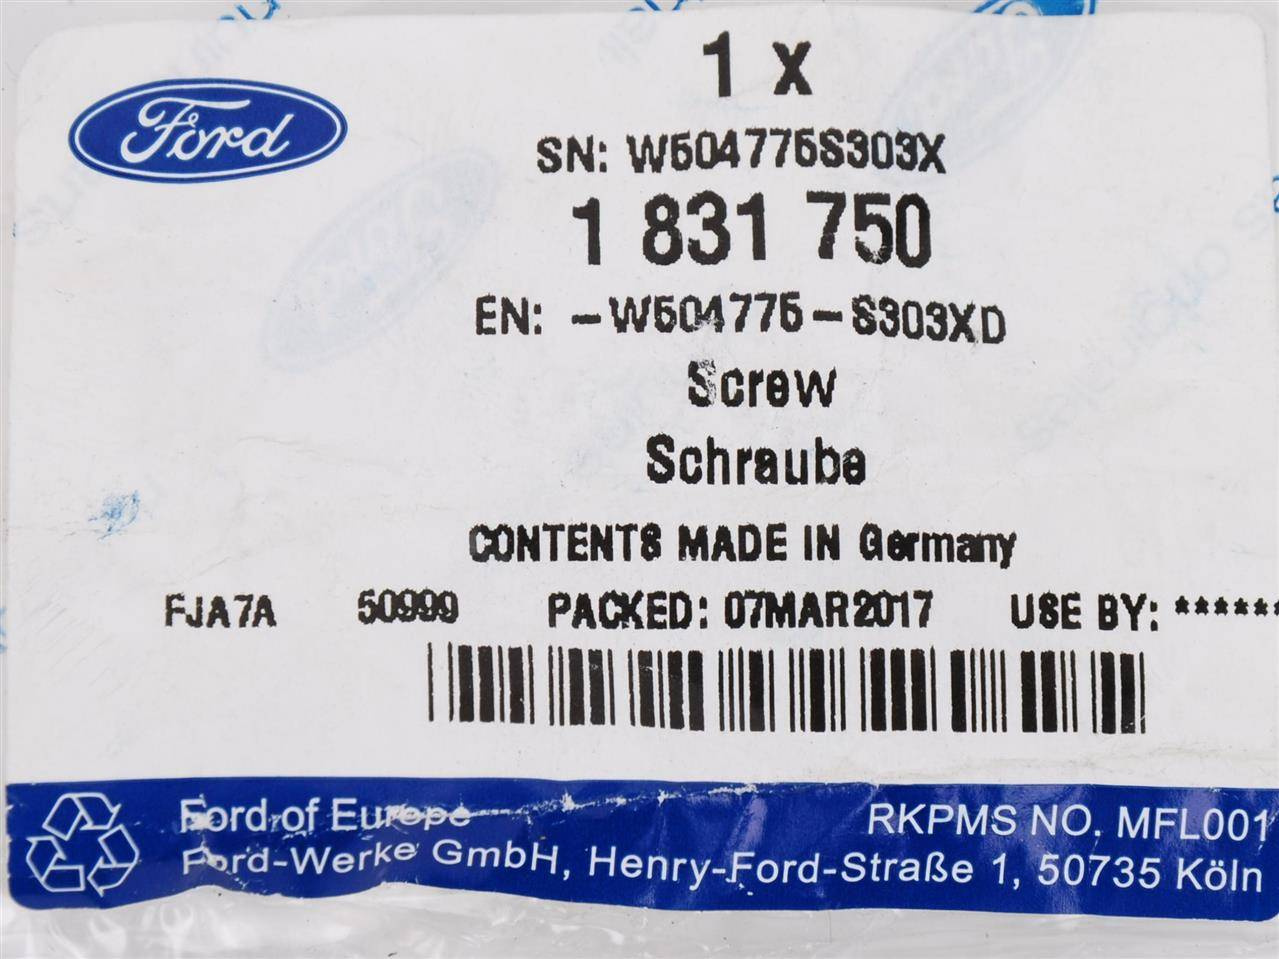 Ford
1 x
SN: W504775S303X
1 831 750
EN: -W504775-S303XD
Screw
Schraube
CONTENTS MADE IN Germany
FJA7A 50999 PACKED: 07MAR2017 USE BY: ******
Ford of Europe RKPMS NO. MFL001
Ford-Werke GmbH, Henry-Ford-Straße 1, 50735 Köln